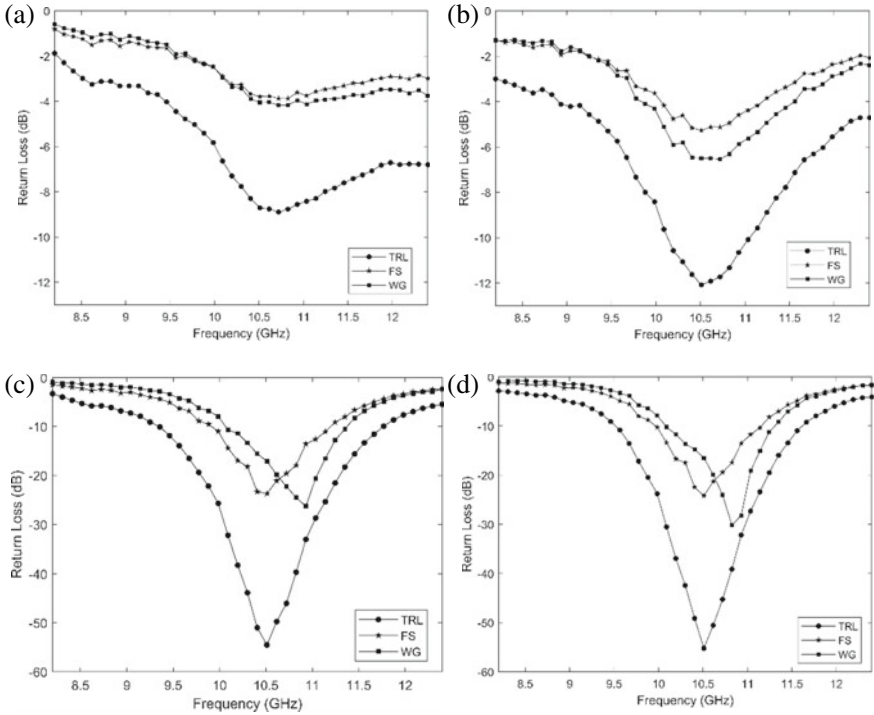 (a)
0
-2
-4
-6
-8
-10
-12
Return Loss (dB)
TRL
FS
WG
8.5 9 9.5 10 10.5 11 11.5 12
Frequency (GHz)
(b)
0
-2
-4
-6
-8
-10
-12
Return Loss (dB)
TRL
FS
WG
8.5 9 9.5 10 10.5 11 11.5 12
Frequency (GHz)
(c)
0
-10
-20
-30
-40
-50
-60
Return Loss (dB)
TRL
FS
WG
8.5 9 9.5 10 10.5 11 11.5 12
Frequency (GHz)
(d)
0
-10
-20
-30
-40
-50
-60
Return Loss (dB)
TRL
FS
WG
8.5 9 9.5 10 10.5 11 11.5 12
Frequency (GHz)